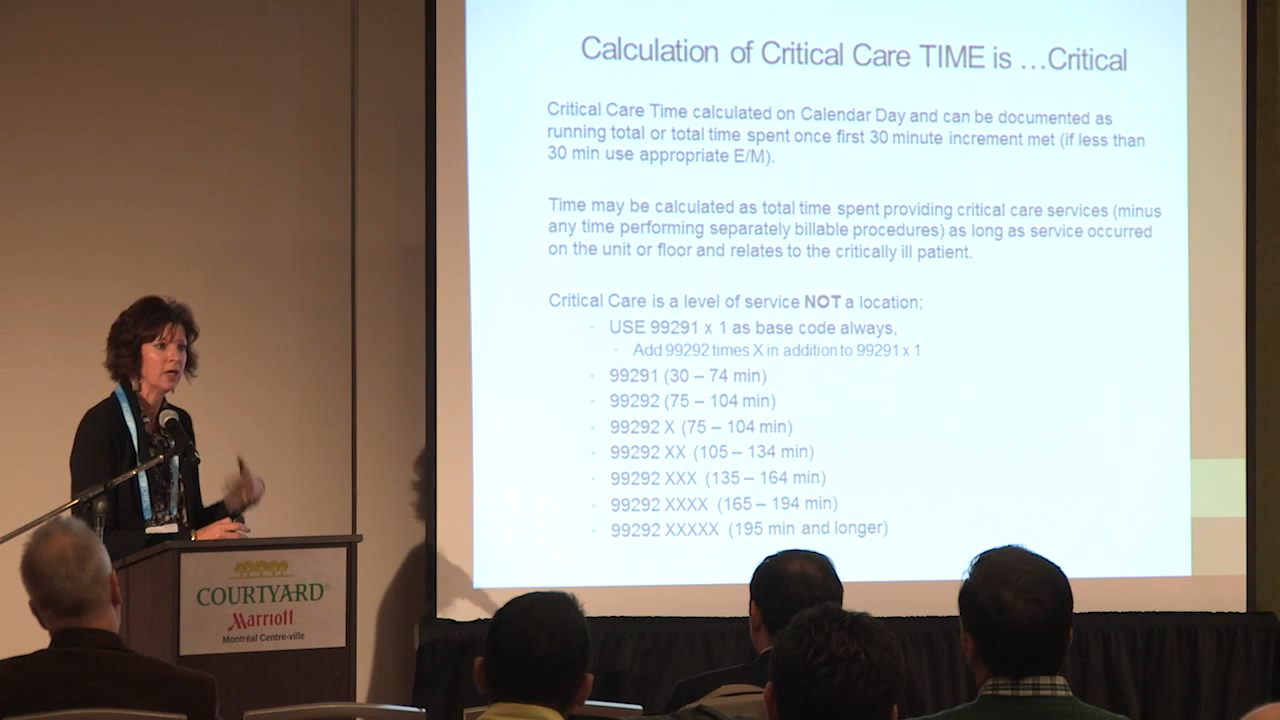 Calculation of Critical Care TIME is …Critical
Critical Care Time calculated on Calendar Day and can be documented as
running total or total time spent once first 30 minute increment met (if less than
30 min use appropriate E/M).
Time may be calculated as total time spent providing critical care services (minus
any time performing separately billable procedures) as long as service occurred
on the unit or floor and relates to the critically ill patient.
Critical Care is a level of service NOT a location;
USE 99291 x 1 as base code always,
Add 99292 times X in addition to 99291 x 1
99291 (30 – 74 min)
99292 (75 – 104 min)
99292 X (75 – 104 min)
99292 XX (105 – 134 min)
99292 XXX (135 – 164 min)
99292 XXXX (165 – 194 min)
99292 XXXXX (195 min and longer)
COURTYARD
Marriott
Montréal Centre-ville